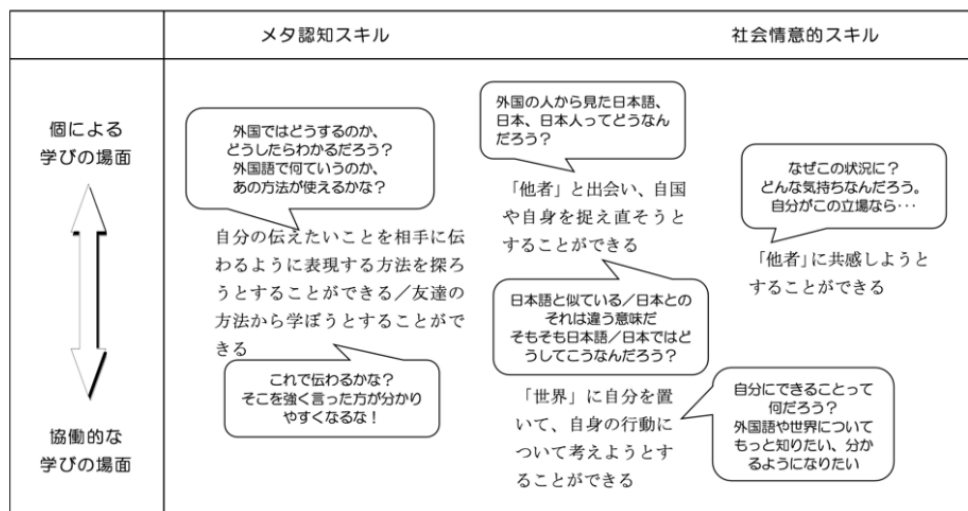 メタ認知スキル
社会情意的スキル
個による
学びの場面
協働的な
学びの場面
外国ではどうするのか、
どうしたらわかるだろう？
外国語で何ていうのか、
あの方法が使えるかな？
自分の伝えたいことを相手に伝
わるように表現する方法を探ろ
うとすることができる／友達の
方法から学ぼうとすることがで
きる
これで伝わるかな？
そこを強く言った方が分かり
やすくなるな！
外国の人から見た日本語、
日本、日本人ってどうなん
だろう？
「他者」と出会い、自国
や自身を捉え直そうと
することができる
日本語と似ている／日本との
それは違う意味だ
そもそも日本語／日本ではど
うしてこうなんだろう？
「世界」に自分を置
いて、自身の行動に
ついて考えようとす
ることができる
なぜこの状況に？
どんな気持ちなんだろう。
自分がこの立場なら･･･
「他者」に共感しようと
することができる
自分にできることって
何だろう？
外国語や世界について
もっと知りたい、分か
るようになりたい